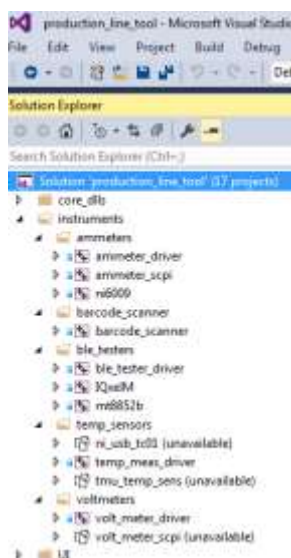 production_line_tool - Microsoft Visual Studio
File Edit View Project Build Debug
Solution Explorer
Search Solution Explorer (Ctrl+;)
Solution 'production_line_tool' (17 projects)
core_dlls
instruments
ammeters
ammeter_driver
ammeter_scpi
ni6009
barcode_scanner
barcode_scanner
ble_testers
ble_tester_driver
IQxelM
mt8852b
temp_sensors
ni_usb_tc01 (unavailable)
temp_meas_driver
tmu_temp_sens (unavailable)
voltmeters
volt_meter_driver
volt_meter_scpi (unavailable)
UI